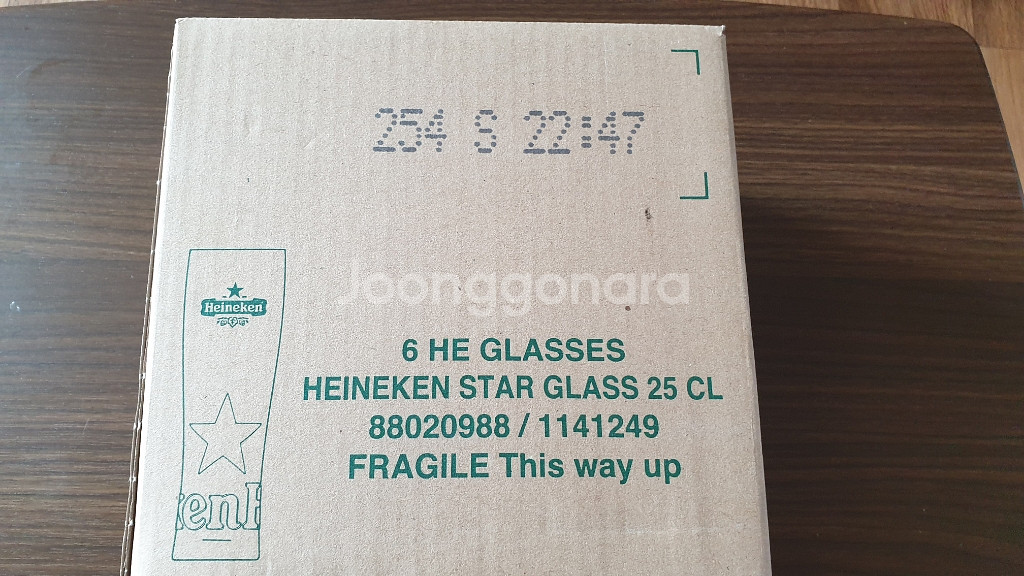 254 S 22:47
Joonggonara
Heineken
6 HE GLASSES
HEINEKEN STAR GLASS 25 CL
88020988 / 1141249
FRAGILE This way up